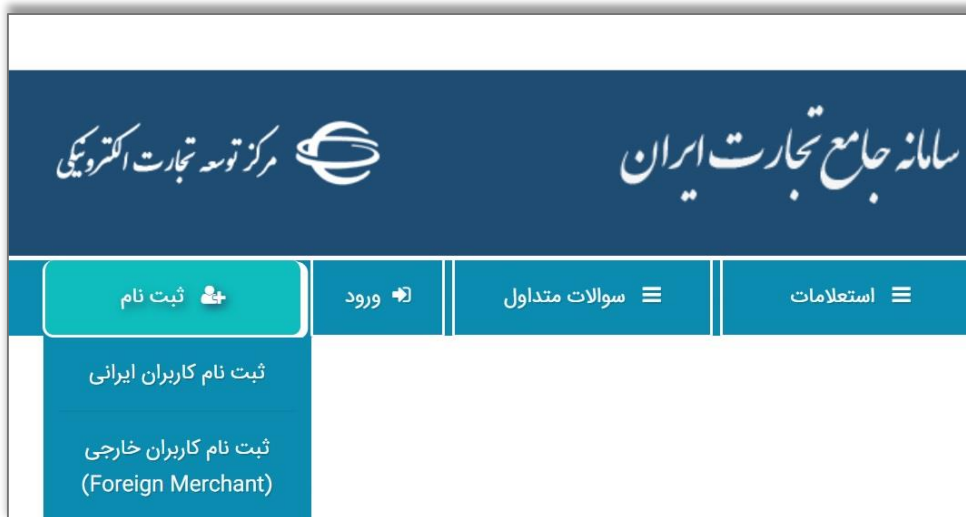 سامانه جامع تجارت ایران
مرکز توسعه تجارت الکترونیکی
استعلامات
سوالات متداول
ورود
ثبت نام
ثبت نام کاربران ایرانی
ثبت نام کاربران خارجی
(Foreign Merchant)